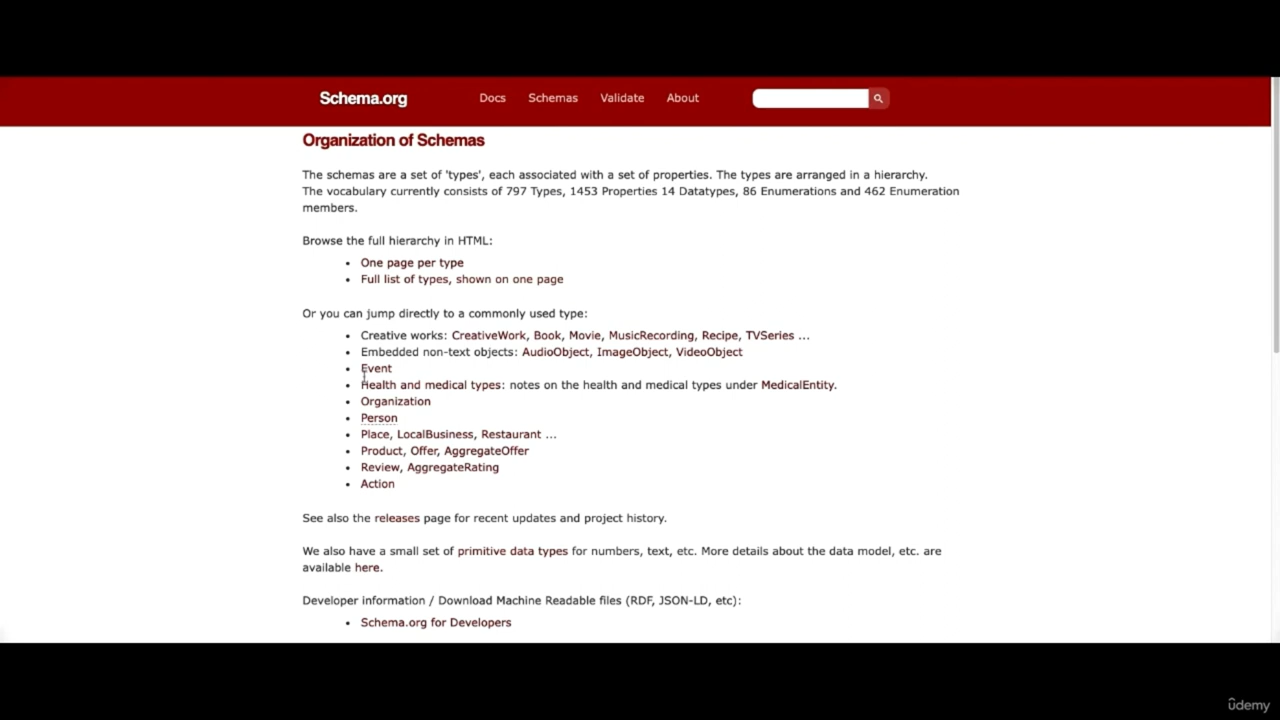 Schema.org Docs Schemas Validate About
Organization of Schemas
The schemas are a set of 'types', each associated with a set of properties. The types are arranged in a hierarchy.
The vocabulary currently consists of 797 Types, 1453 Properties 14 Datatypes, 86 Enumerations and 462 Enumeration
members.
Browse the full hierarchy in HTML:
• One page per type
• Full list of types, shown on one page
Or you can jump directly to a commonly used type:
• Creative works: CreativeWork, Book, Movie, MusicRecording, Recipe, TVSeries ...
• Embedded non-text objects: AudioObject, ImageObject, VideoObject
• Event
• Health and medical types: notes on the health and medical types under MedicalEntity.
• Organization
• Person
• Place, LocalBusiness, Restaurant ...
• Product, Offer, AggregateOffer
• Review, AggregateRating
• Action
See also the releases page for recent updates and project history.
We also have a small set of primitive data types for numbers, text, etc. More details about the data model, etc. are
available here.
Developer information / Download Machine Readable files (RDF, JSON-LD, etc):
• Schema.org for Developers
udemy